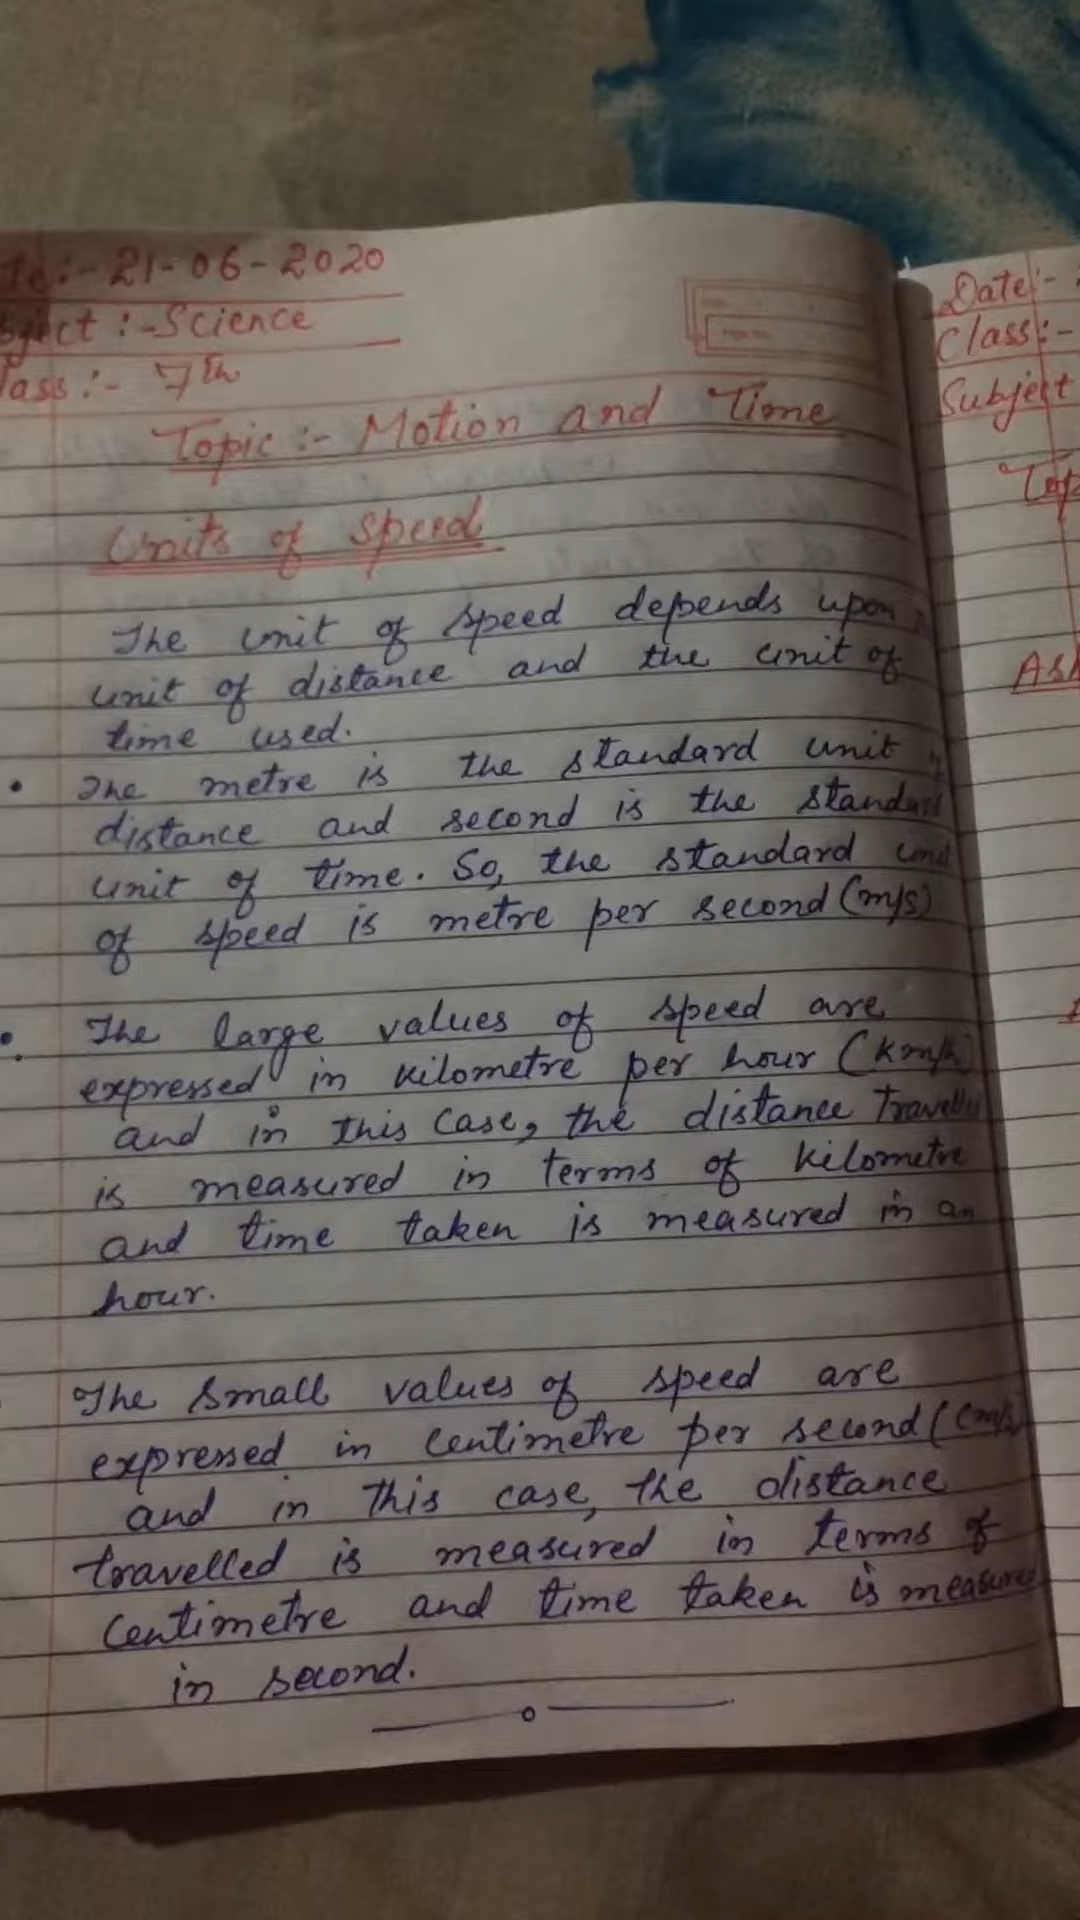 te:- 21-06-2020
bject :- Science
lass :- 7th
Topic :- Motion and Time
Units of speed
The unit of speed depends upon
unit of distance and the unit of
time used.
• The metre is the standard unit
distance and second is the standard
unit of time. So, the standard unit
of speed is metre per second (m/s)
• The large values of speed are
expressed in kilometre per hour (Km/h)
and in this case, the distance travelle
is measured in terms of kilometre
and time taken is measured in an
hour.
The small values of speed are
expressed in centimetre per second (cm/s
and in this case, the distance
travelled is measured in terms of
centimetre and time taken is measured
in second.
Date:-
Class:-
Subject
Top